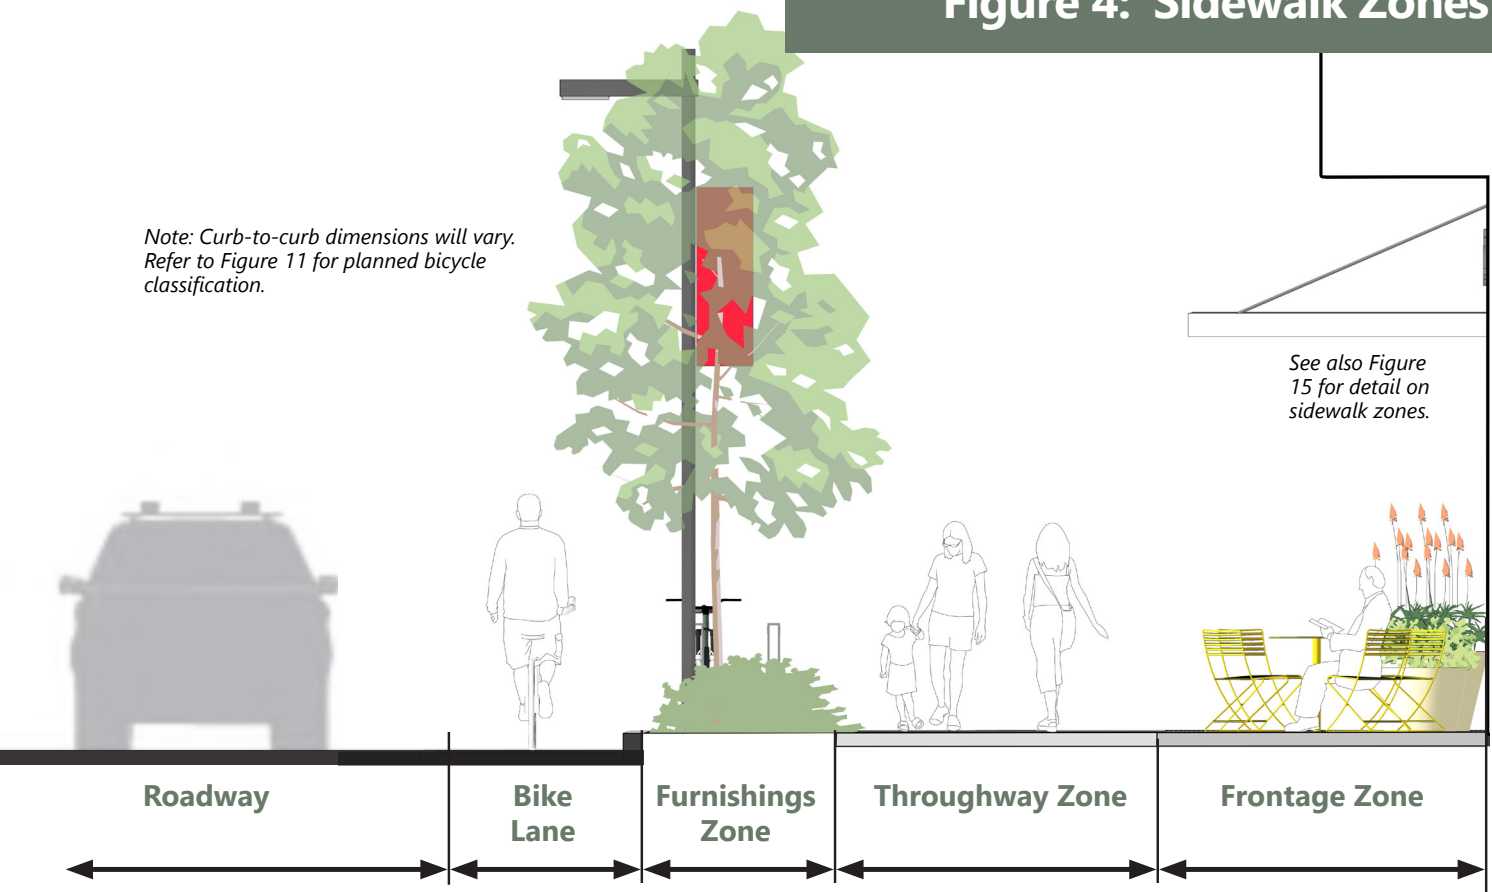 Figure 4: Sidewalk Zones
Note: Curb-to-curb dimensions will vary.
Refer to Figure 11 for planned bicycle
classification.
See also Figure
15 for detail on
sidewalk zones.
Roadway
Bike
Lane
Furnishings
Zone
Throughway Zone
Frontage Zone